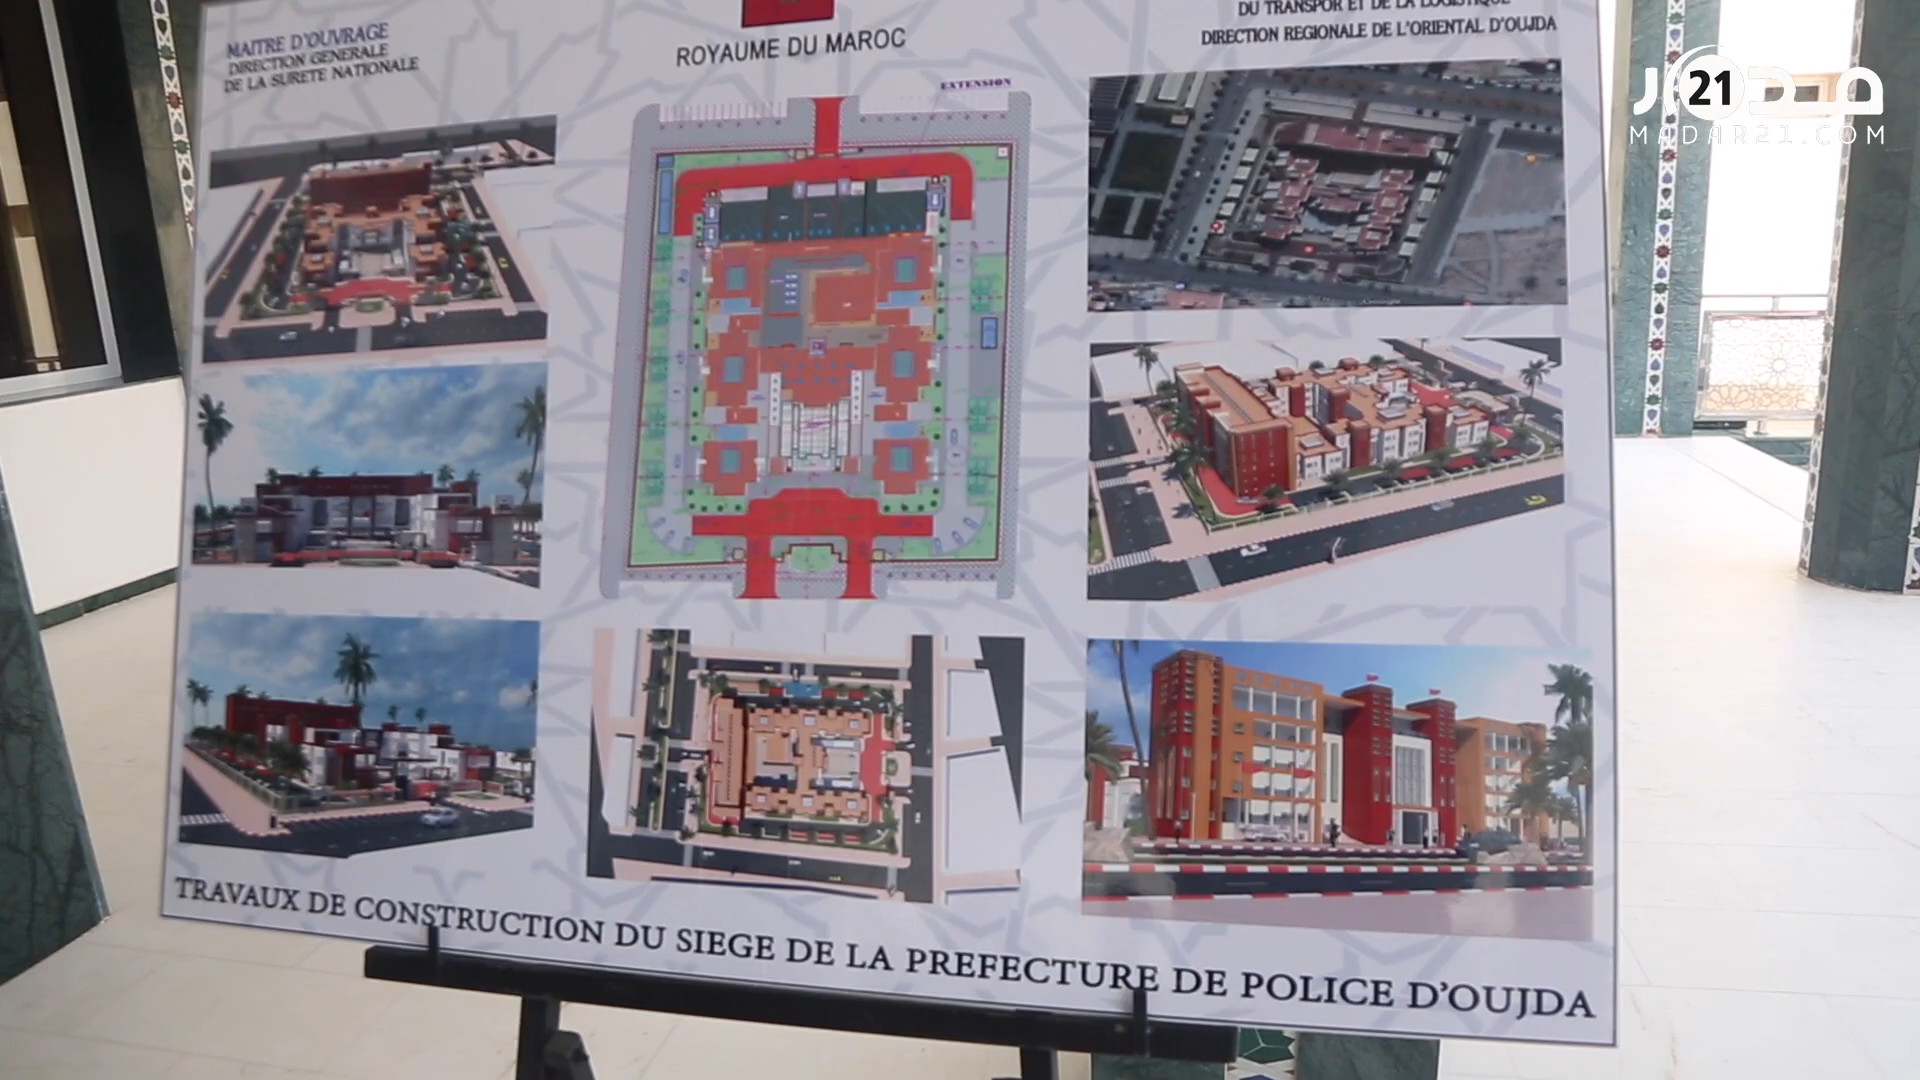 MAITRE D'OUVRAGE
DIRECTION GENERALE
DE LA SURETE NATIONALE
ROYAUME DU MAROC
DU TRANSPOR ET DE LA LOGISTIQUE
DIRECTION REGIONALE DE L'ORIENTAL D'OUJDA
EXTENSION
مدار 21
MADAR21.COM
TRAVAUX DE CONSTRUCTION DU SIEGE DE LA PREFECTURE DE POLICE D'OUJDA